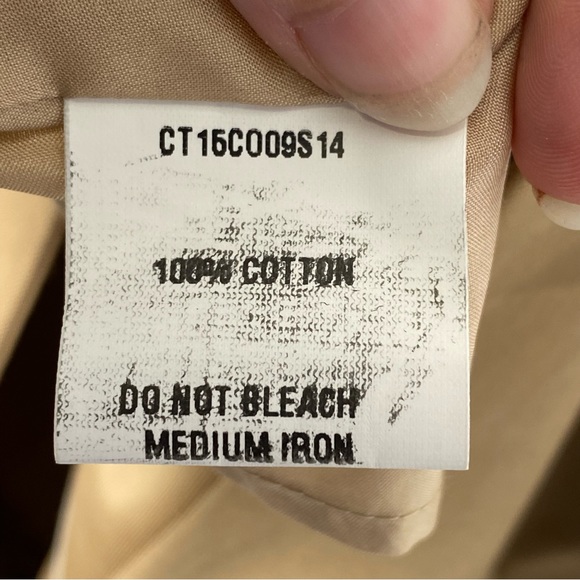 CT15C009S14
100% COTTON
DO NOT BLEACH
MEDIUM IRON